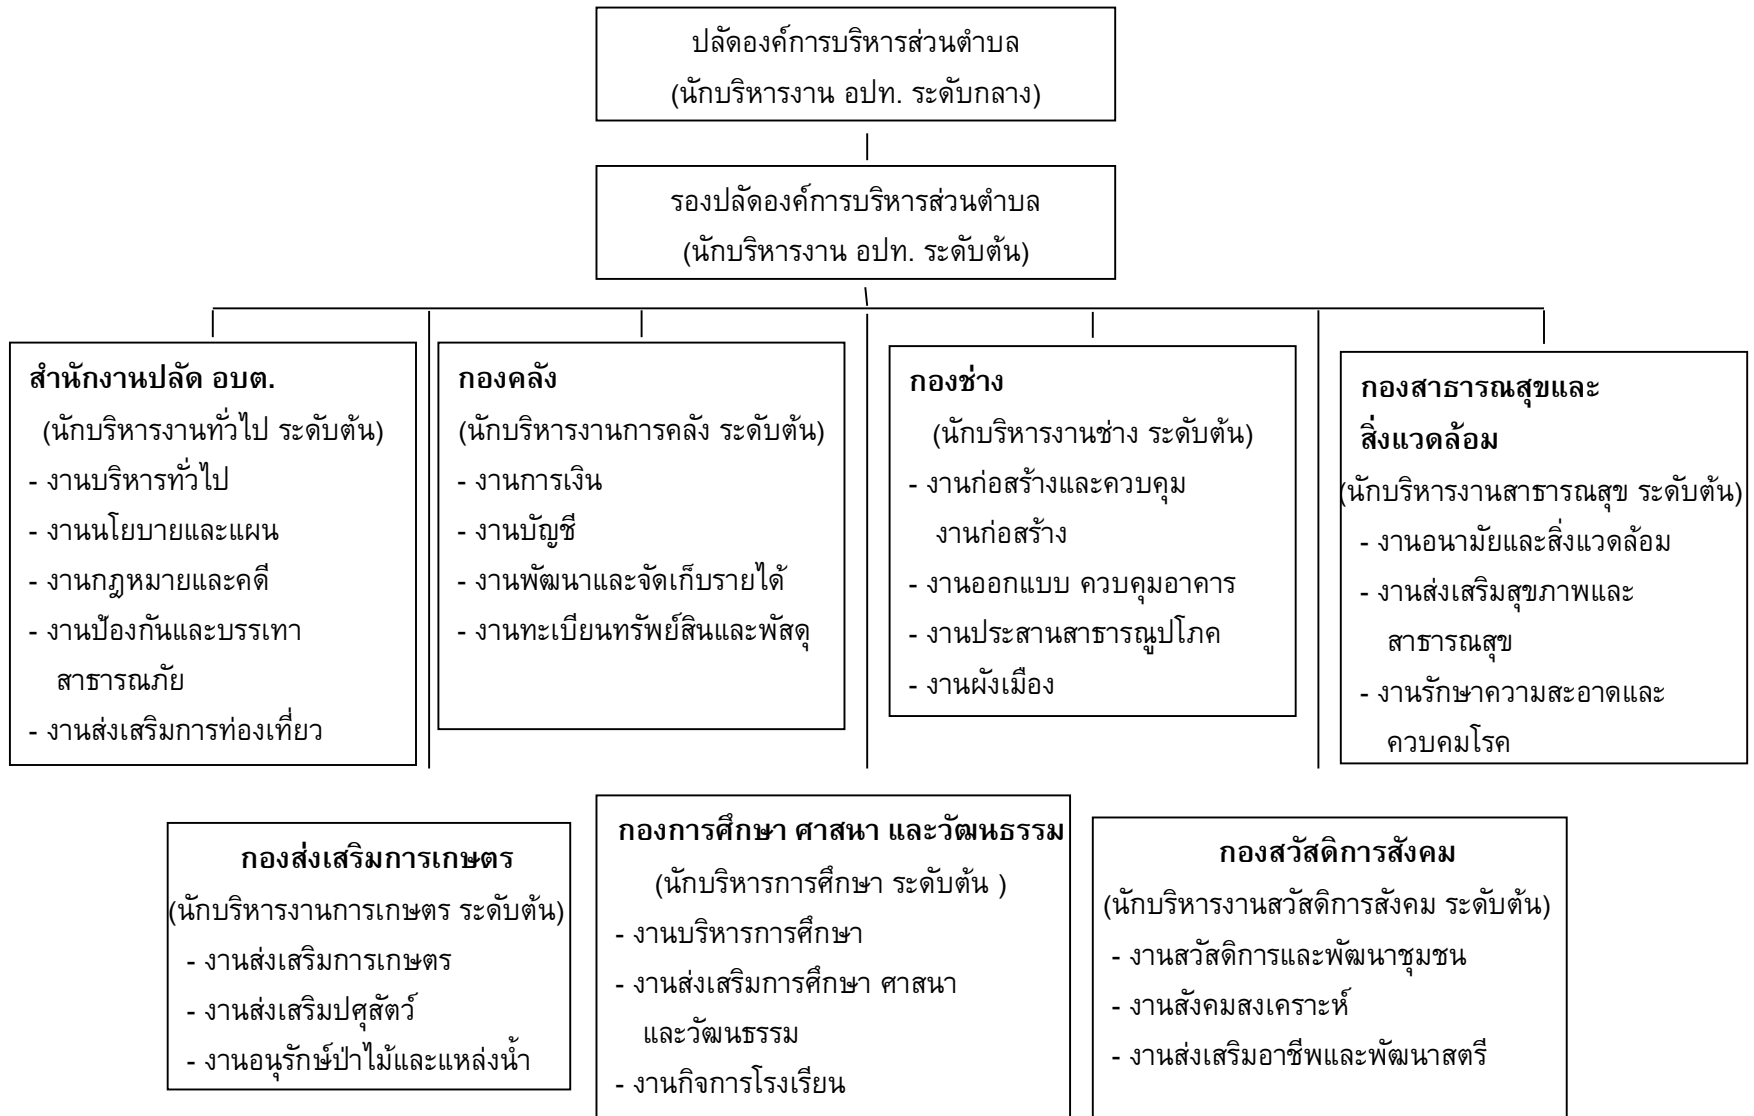 ปลัดองค์การบริหารส่วนตำบล
(นักบริหารงาน อปท. ระดับกลาง)
รองปลัดองค์การบริหารส่วนตำบล
(นักบริหารงาน อปท. ระดับต้น)
สำนักงานปลัด อบต.
(นักบริหารงานทั่วไป ระดับต้น)
- งานบริหารทั่วไป
- งานนโยบายและแผน
- งานกฎหมายและคดี
- งานป้องกันและบรรเทา
สาธารณภัย
- งานส่งเสริมการท่องเที่ยว
กองคลัง
(นักบริหารงานการคลัง ระดับต้น)
- งานการเงิน
- งานบัญชี
- งานพัฒนาและจัดเก็บรายได้
- งานทะเบียนทรัพย์สินและพัสดุ
กองช่าง
(นักบริหารงานช่าง ระดับต้น)
- งานก่อสร้างและควบคุม
งานก่อสร้าง
- งานออกแบบ ควบคุมอาคาร
- งานประสานสาธารณูปโภค
- งานผังเมือง
กองสาธารณสุขและ
สิ่งแวดล้อม
(นักบริหารงานสาธารณสุข ระดับต้น)
- งานอนามัยและสิ่งแวดล้อม
- งานส่งเสริมสุขภาพและ
สาธารณสุข
- งานรักษาความสะอาดและ
ควบคมโรค
กองส่งเสริมการเกษตร
(นักบริหารงานการเกษตร ระดับต้น)
- งานส่งเสริมการเกษตร
- งานส่งเสริมปศุสัตว์
- งานอนุรักษ์ป่าไม้และแหล่งน้ำ
กองการศึกษา ศาสนา และวัฒนธรรม
(นักบริหารการศึกษา ระดับต้น )
- งานบริหารการศึกษา
- งานส่งเสริมการศึกษา ศาสนา
และวัฒนธรรม
- งานกิจการโรงเรียน
กองสวัสดิการสังคม
(นักบริหารงานสวัสดิการสังคม ระดับต้น)
- งานสวัสดิการและพัฒนาชุมชน
- งานสังคมสงเคราะห์
- งานส่งเสริมอาชีพและพัฒนาสตรี